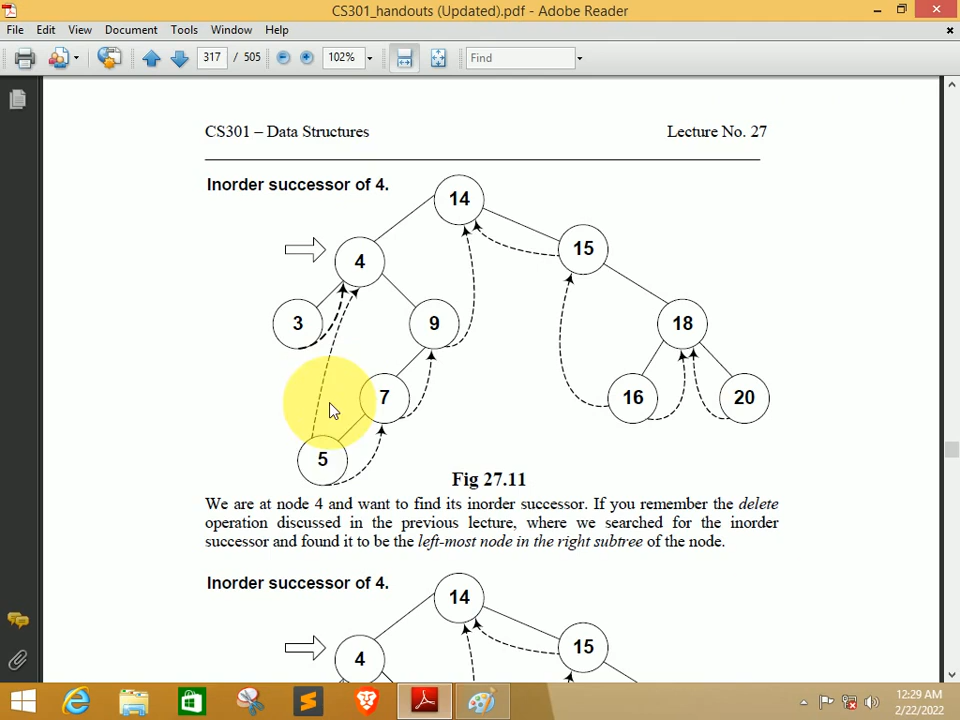 CS301_handouts (Updated).pdf - Adobe Reader
File Edit View Document Tools Window Help
317 / 505 102% Find
CS301 – Data Structures Lecture No. 27
Inorder successor of 4.
14
4
15
3
9
18
7
16
20
5
Fig 27.11
We are at node 4 and want to find its inorder successor. If you remember the delete
operation discussed in the previous lecture, where we searched for the inorder
successor and found it to be the left-most node in the right subtree of the node.
Inorder successor of 4.
14
15
4
12:29 AM
2/22/2022